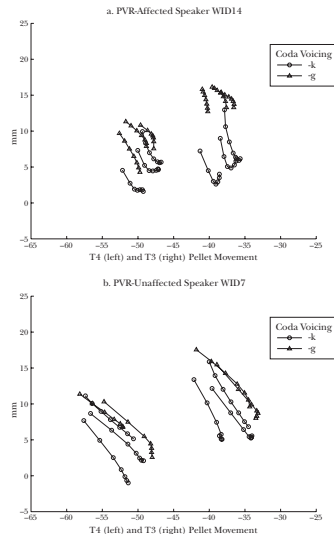 a. PVR-Affected Speaker WID14
25
20
15
10
5
0
−5
mm
Coda Voicing
-k
-g
−65 −60 −55 −50 −45 −40 −35 −30 −25
T4 (left) and T3 (right) Pellet Movement
b. PVR-Unaffected Speaker WID7
25
20
15
10
5
0
−5
mm
Coda Voicing
-k
-g
−65 −60 −55 −50 −45 −40 −35 −30 −25
T4 (left) and T3 (right) Pellet Movement